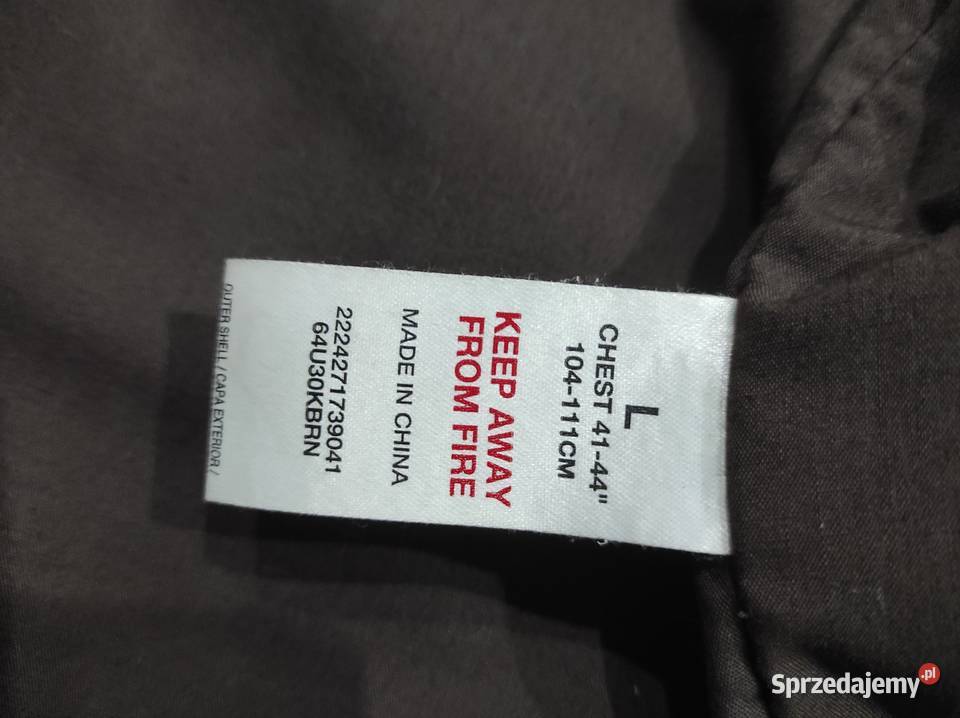 L
CHEST 41-44"
104-111CM
KEEP AWAY
FROM FIRE
MADE IN CHINA
2224271739041
64U30KBRN
OUTER SHELL / CAPA EXTERIOR /
Sprzedajemy.pl